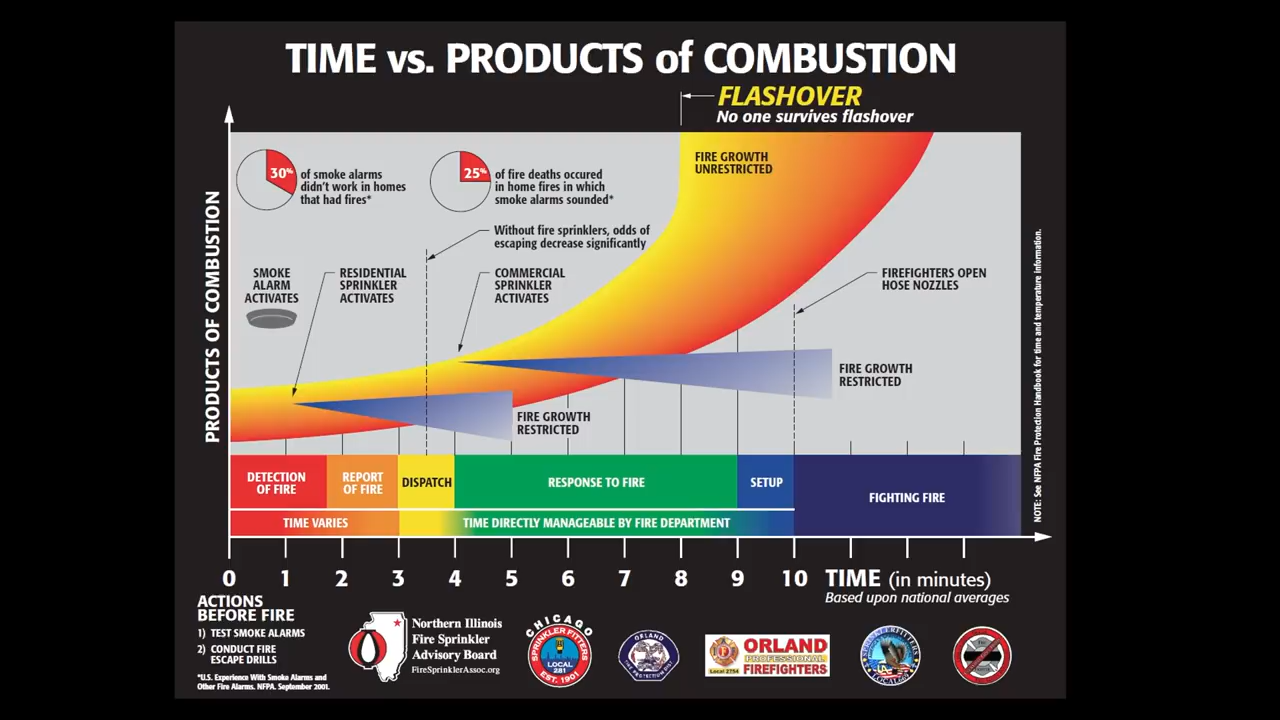 TIME vs. PRODUCTS of COMBUSTION
FLASHOVER
No one survives flashover
FIRE GROWTH
UNRESTRICTED
30%
of smoke alarms
didn't work in homes
that had fires*
25%
of fire deaths occured
in home fires in which
smoke alarms sounded*
Without fire sprinklers, odds of
escaping decrease significantly
SMOKE
ALARM
ACTIVATES
RESIDENTIAL
SPRINKLER
ACTIVATES
COMMERCIAL
SPRINKLER
ACTIVATES
FIREFIGHTERS OPEN
HOSE NOZZLES
PRODUCTS OF COMBUSTION
FIRE GROWTH
RESTRICTED
FIRE GROWTH
RESTRICTED
NOTE: See NFPA Fire Protection Handbook for time and temperature information.
DETECTION
OF FIRE
REPORT
OF FIRE
DISPATCH
RESPONSE TO FIRE
SETUP
FIGHTING FIRE
TIME VARIES
TIME DIRECTLY MANAGEABLE BY FIRE DEPARTMENT
0 1 2 3 4 5 6 7 8 9 10 TIME (in minutes)
Based upon national averages
ACTIONS
BEFORE FIRE
1) TEST SMOKE ALARMS
2) CONDUCT FIRE
ESCAPE DRILLS
*U.S. Experience With Smoke Alarms and
Other Fire Alarms. NFPA. September 2001.
Northern Illinois
Fire Sprinkler
Advisory Board
FireSprinklerAssoc.org
CHICAGO
SPRINKLER FITTERS
LOCAL
281
EST. 1901
ORLAND
ORLAND
PROFESSIONAL
FIREFIGHTERS
Local 2754
SPRINKLERFITTERS
LOCAL 669